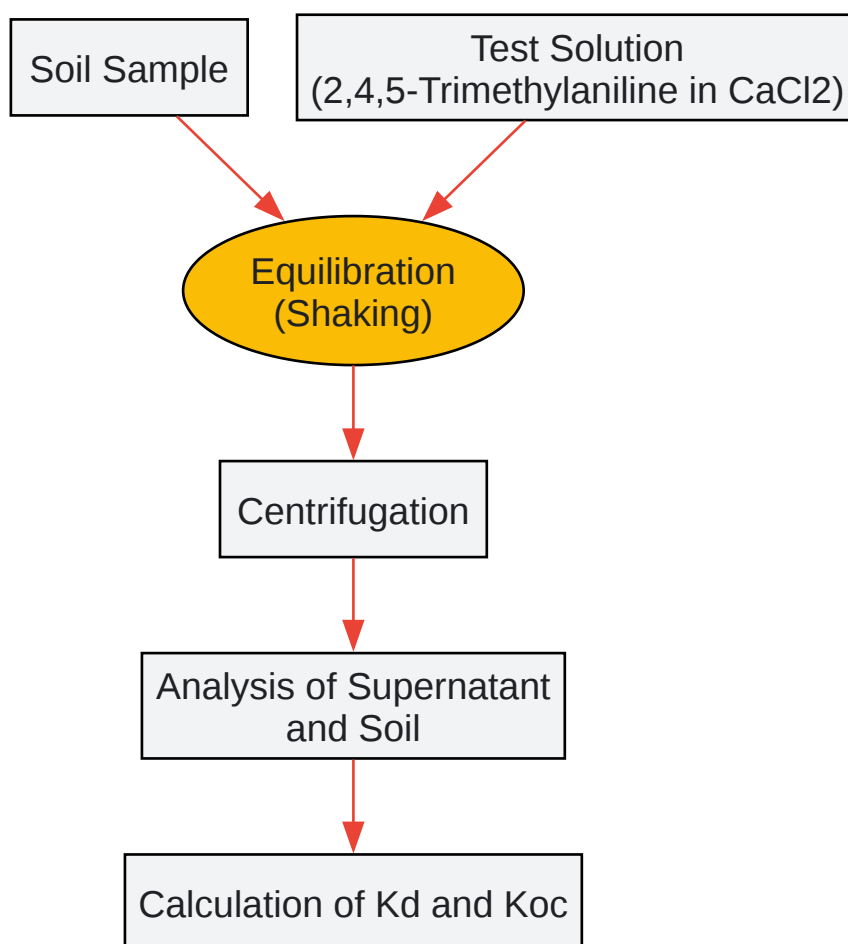 Soil Sample
Test Solution
(2,4,5-Trimethylaniline in CaCl2)
Equilibration
(Shaking)
Centrifugation
Analysis of Supernatant
and Soil
Calculation of Kd and Koc